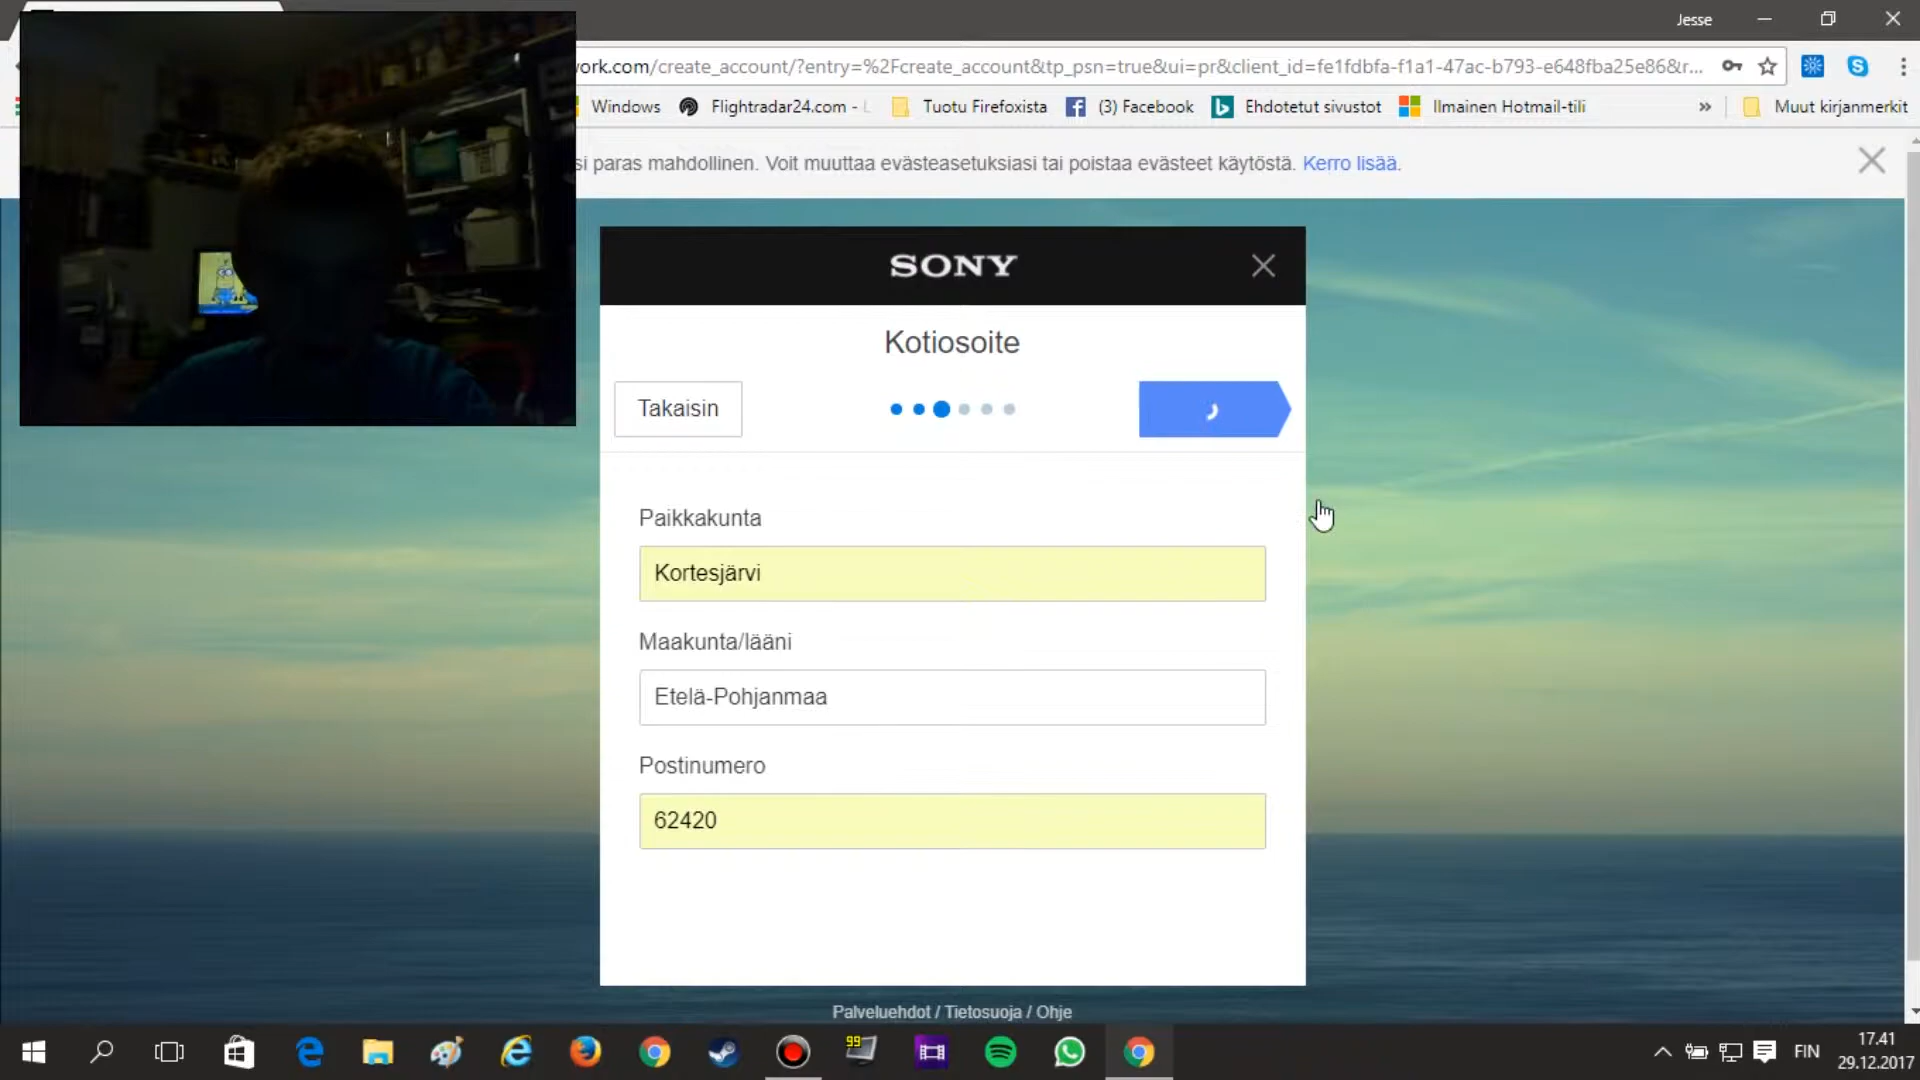 Jesse
work.com/create_account/?entry=%2Fcreate_account&tp_psn=true&ui=pr&client_id=fe1fdbfa-f1a1-47ac-b793-e648fba25e86&r...
Windows Flightradar24.com - Tuotu Firefoxista (3) Facebook Ehdotetut sivustot Ilmainen Hotmail-tili » Muut kirjanmerkit
si paras mahdollinen. Voit muuttaa evästeasetuksiasi tai poistaa evästeet käytöstä. Kerro lisää.
SONY
Kotiosoite
Takaisin
Paikkakunta
Kortesjärvi
Maakunta/lääni
Etelä-Pohjanmaa
Postinumero
62420
Palveluehdot / Tietosuoja / Ohje
99
FIN
17.41
29.12.2017